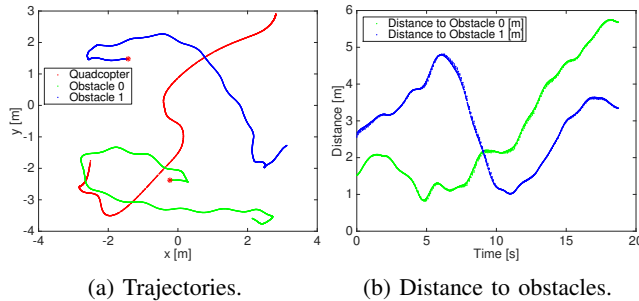 3
2
1
0
-1
-2
-3
-4
y [m]
Quadcopter
Obstacle 0
Obstacle 1
-4 -2 0 2 4
x [m]
(a) Trajectories.
6
5
4
3
2
1
0
Distance [m]
Distance to Obstacle 0 [m]
Distance to Obstacle 1 [m]
0 5 10 15 20
Time [s]
(b) Distance to obstacles.